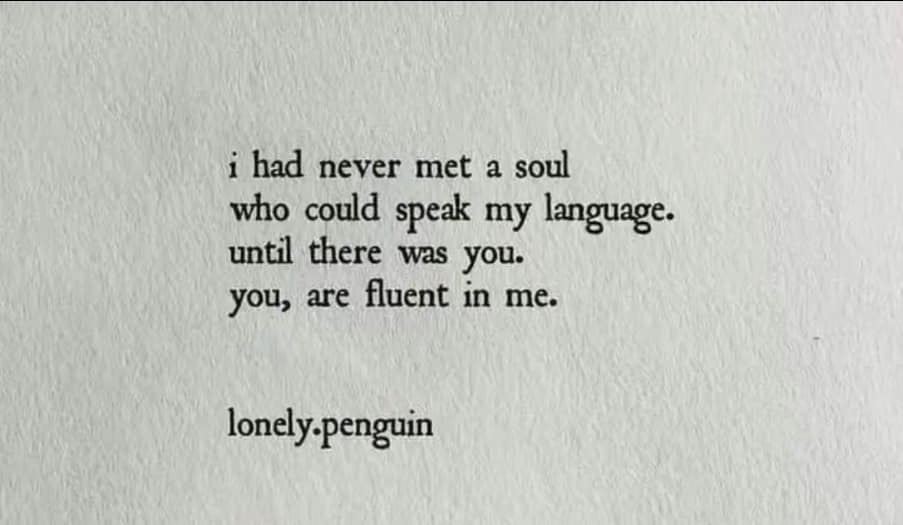 i had never met a soul
who could speak my language.
until there was you.
you, are fluent in me.
lonely.penguin